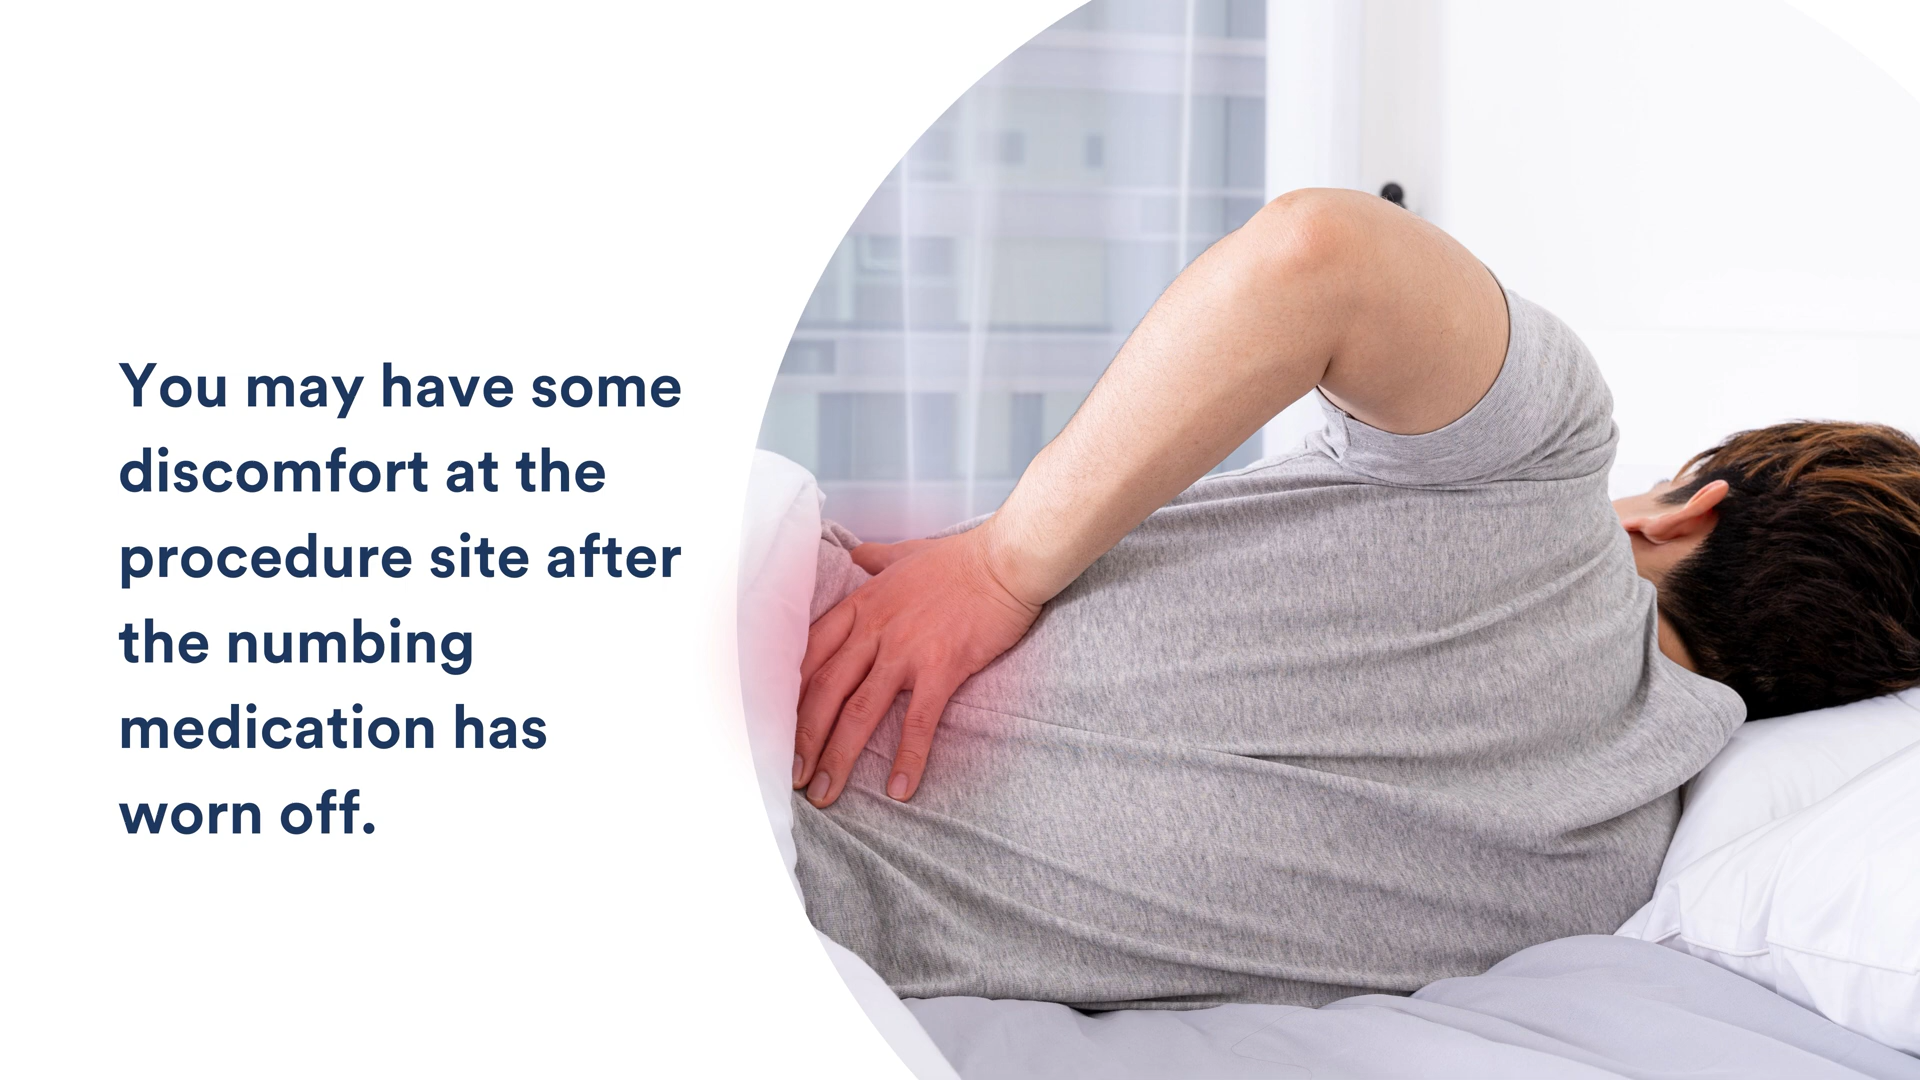 You may have some
discomfort at the
procedure site after
the numbing
medication has
worn off.